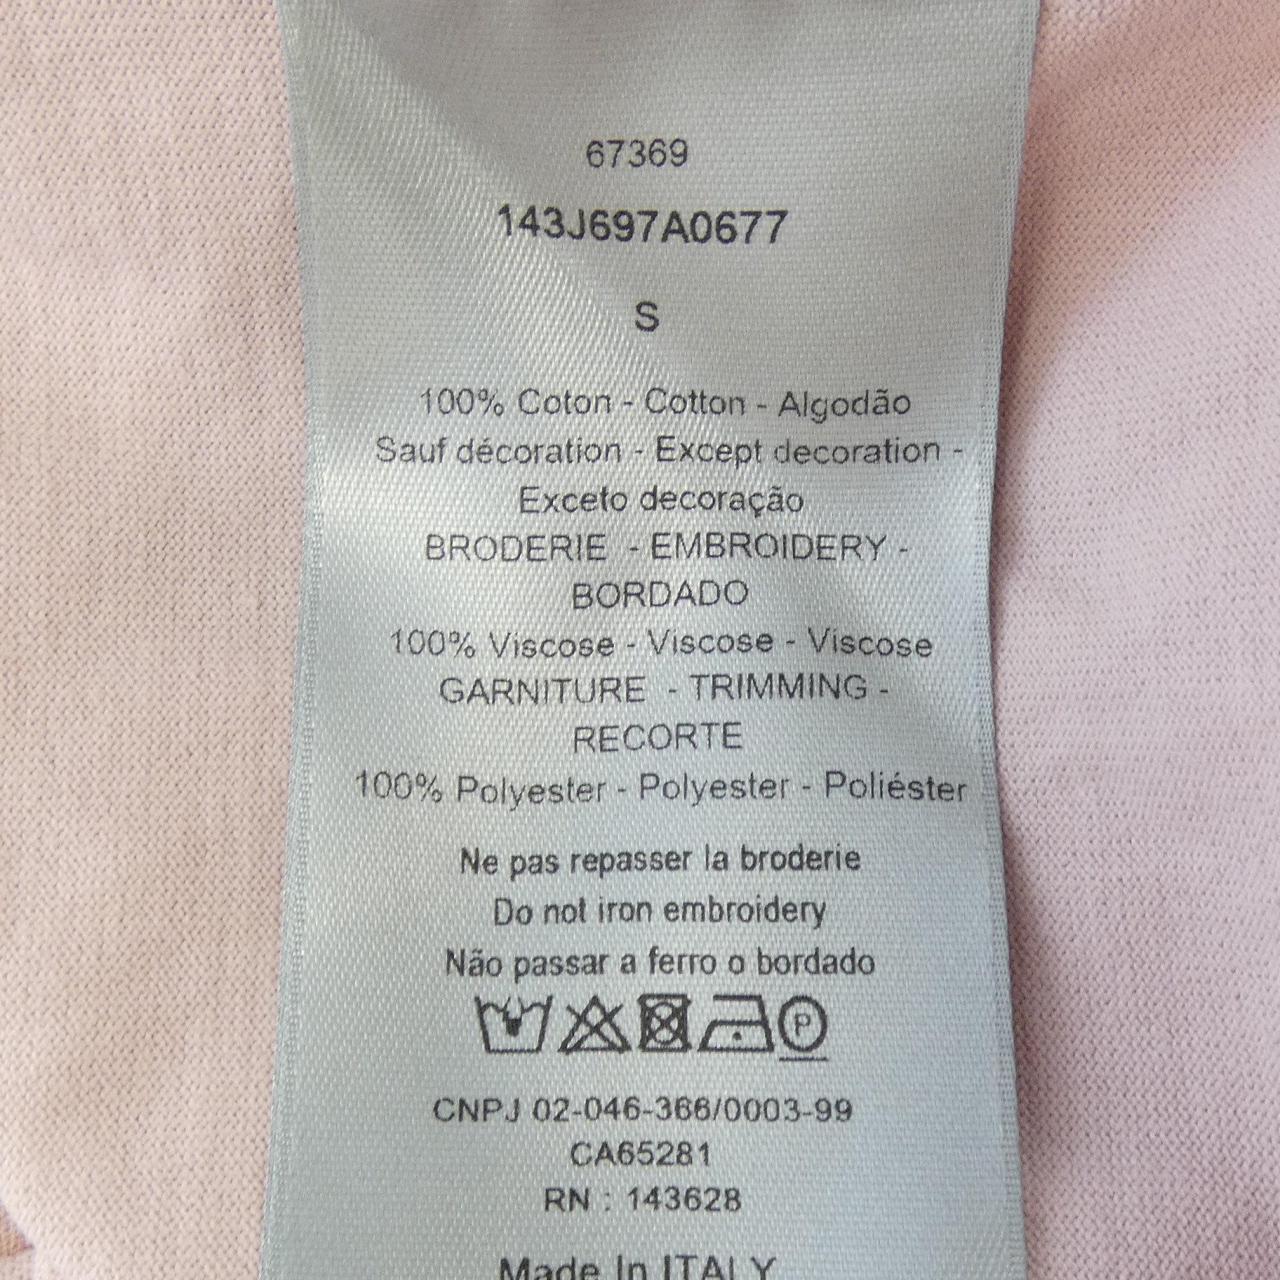 67369
143J697A0677
S
100% Coton - Cotton - Algodão
Sauf décoration - Except decoration -
Exceto decoração
BRODERIE - EMBROIDERY -
BORDADO
100% Viscose - Viscose - Viscose
GARNITURE - TRIMMING -
RECORTE
100% Polyester - Polyester - Poliéster
Ne pas repasser la broderie
Do not iron embroidery
Não passar a ferro o bordado
P
CNPJ 02-046-366/0003-99
CA65281
RN : 143628
Made In ITALY